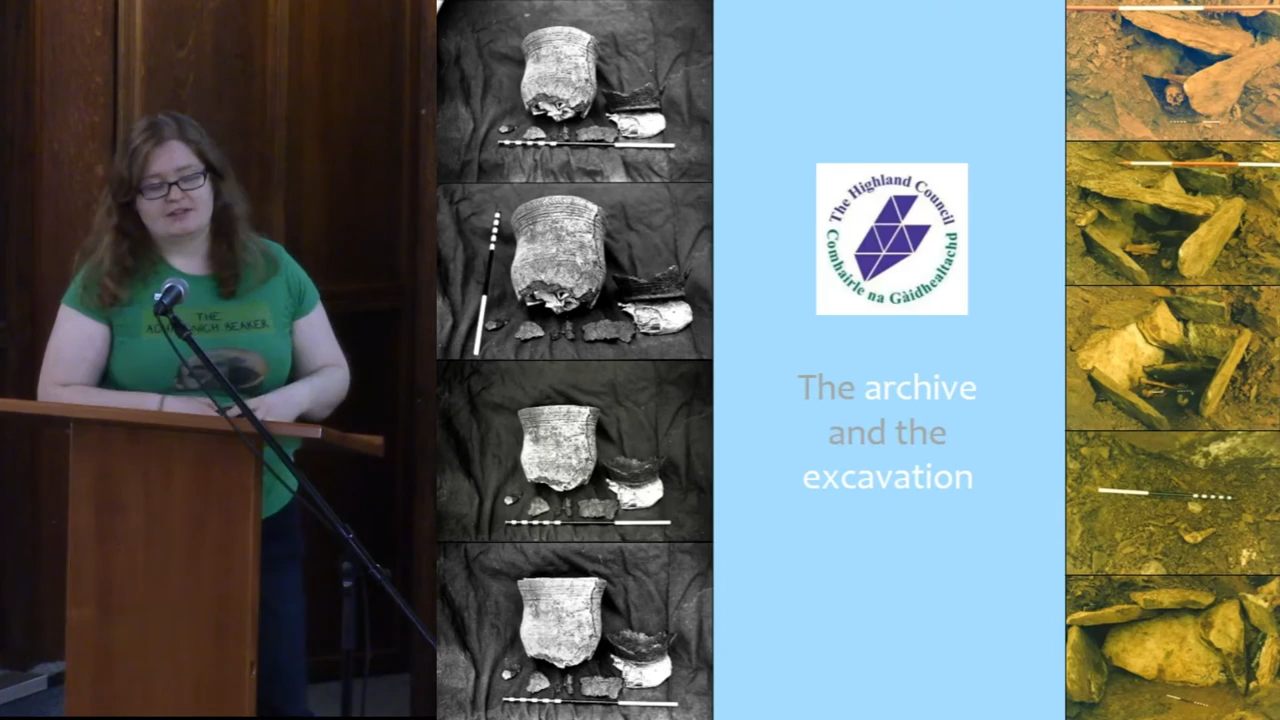 THE
BEAKER
The Highland Council
Comhairle na Gàidhealtachd
The archive
and the
excavation